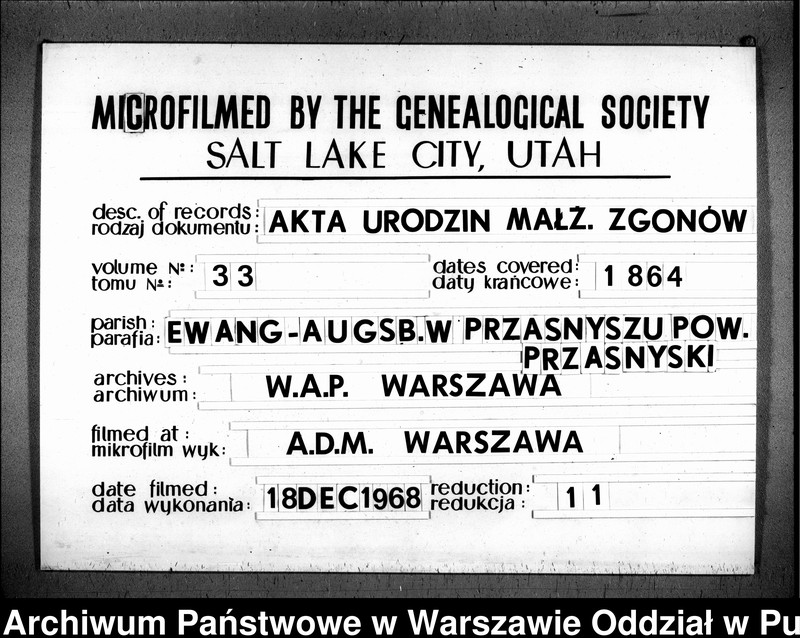 MICROFILMED BY THE GENEALOGICAL SOCIETY
SALT LAKE CITY, UTAH
desc. of records: AKTA URODZIN MAŁŻ. ZGONÓW
rodzaj dokumentu:
volume №: 33 dates covered: 1864
tomu №: daty krańcowe:
parish: EWANG-AUGSB.W PRZASNYSZU POW.
parafia: PRZASNYSKI
archives: W.A.P. WARSZAWA
archiwum:
filmed at: A.D.M. WARSZAWA
mikrofilm wyk:
date filmed: 18DEC1968 reduction: 11
data wykonania: redukcja:
Archiwum Państwowe w Warszawie Oddział w Pu